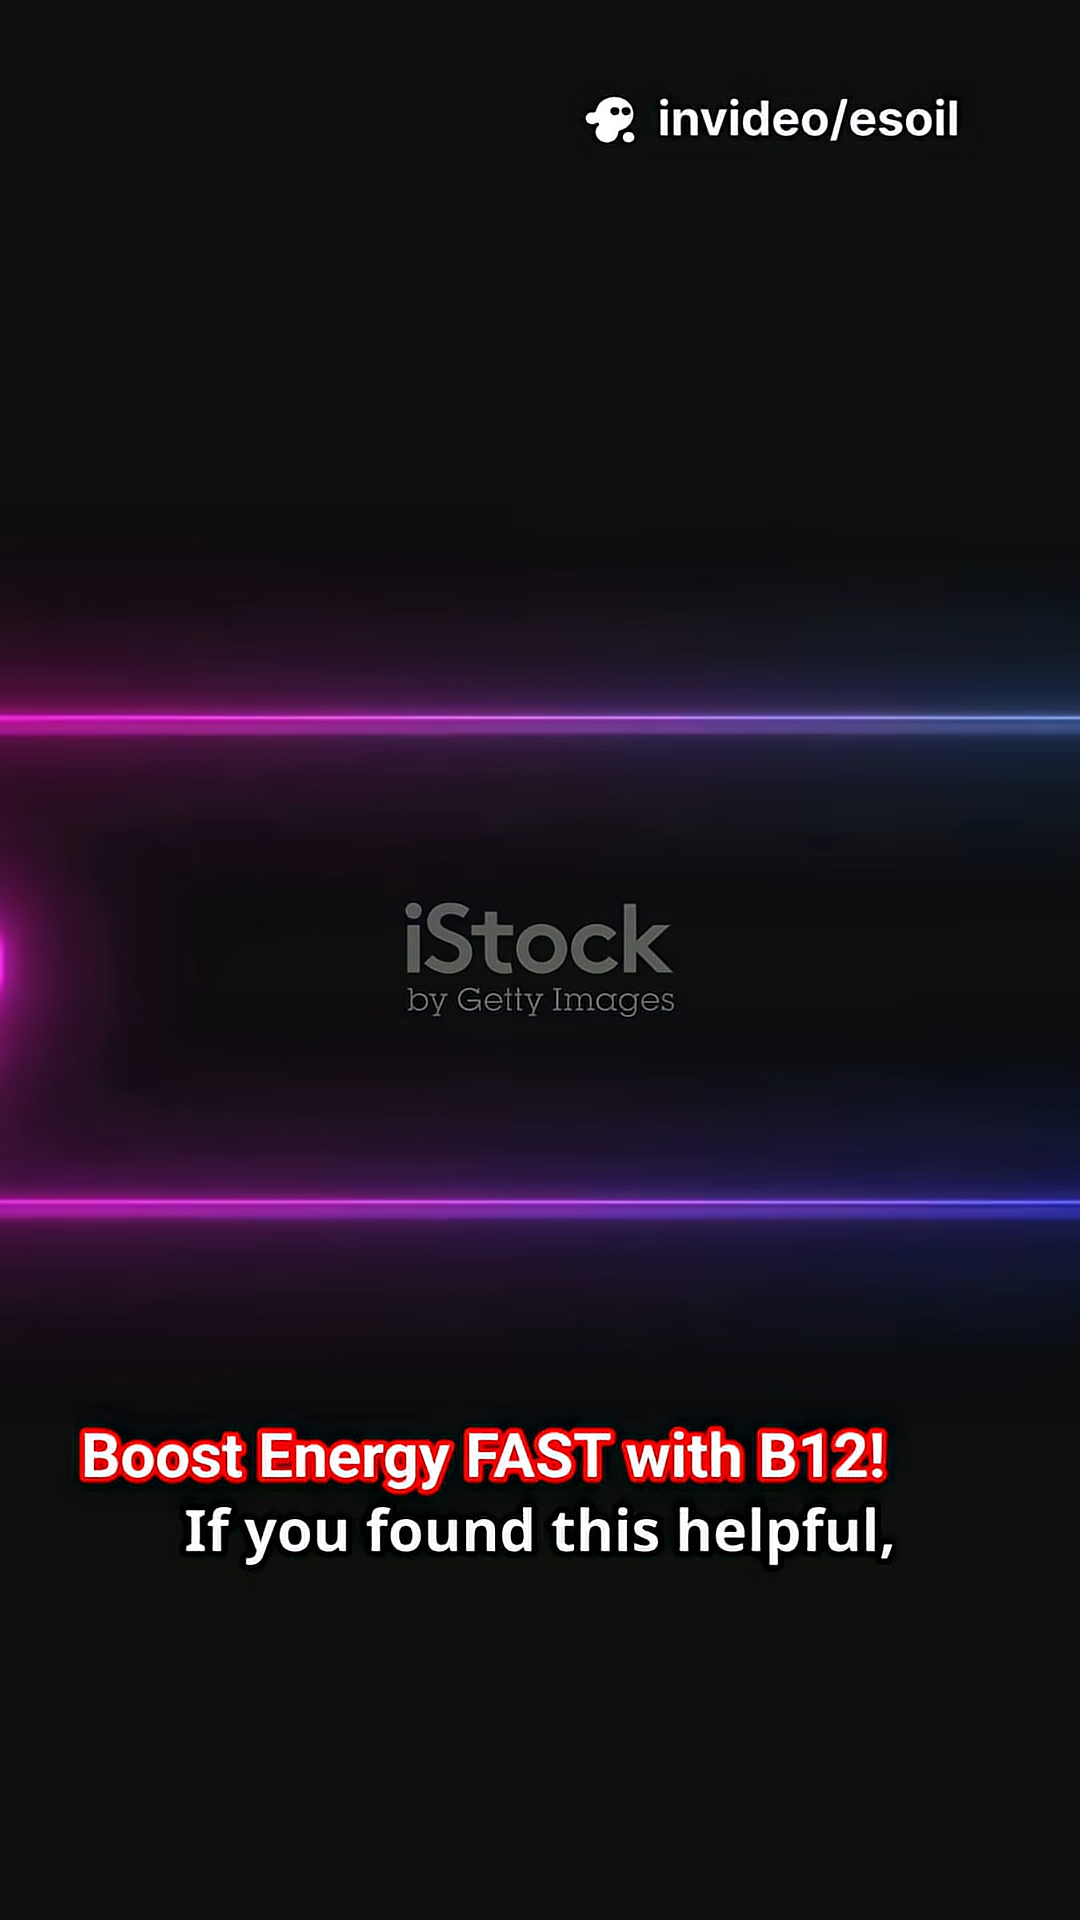 invideo/esoil
iStock
by Getty Images
Boost Energy FAST with B12!
If you found this helpful,